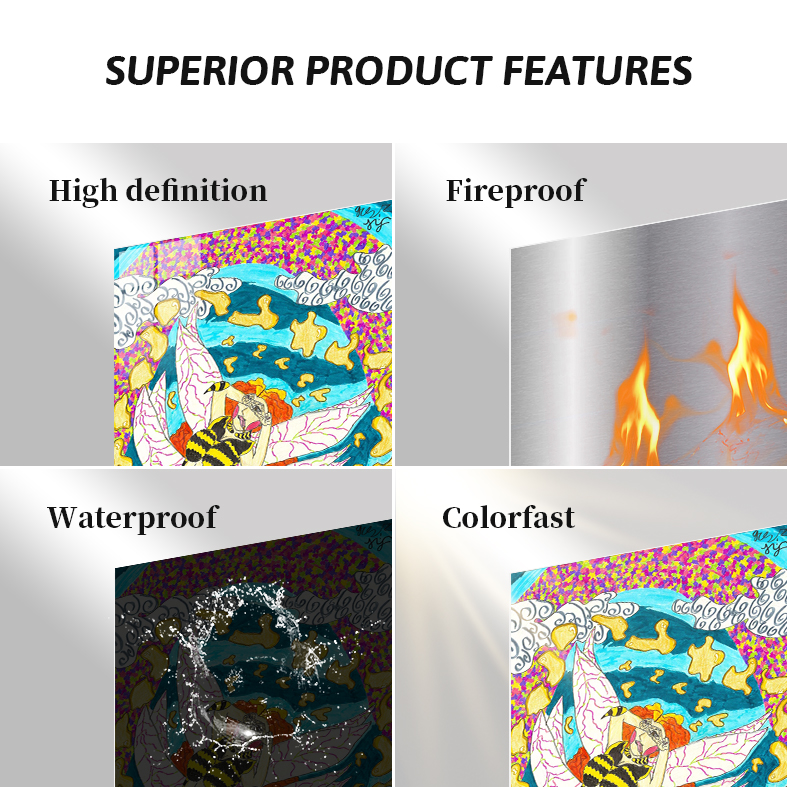 SUPERIOR PRODUCT FEATURES
High definition
Fireproof
Waterproof
Colorfast